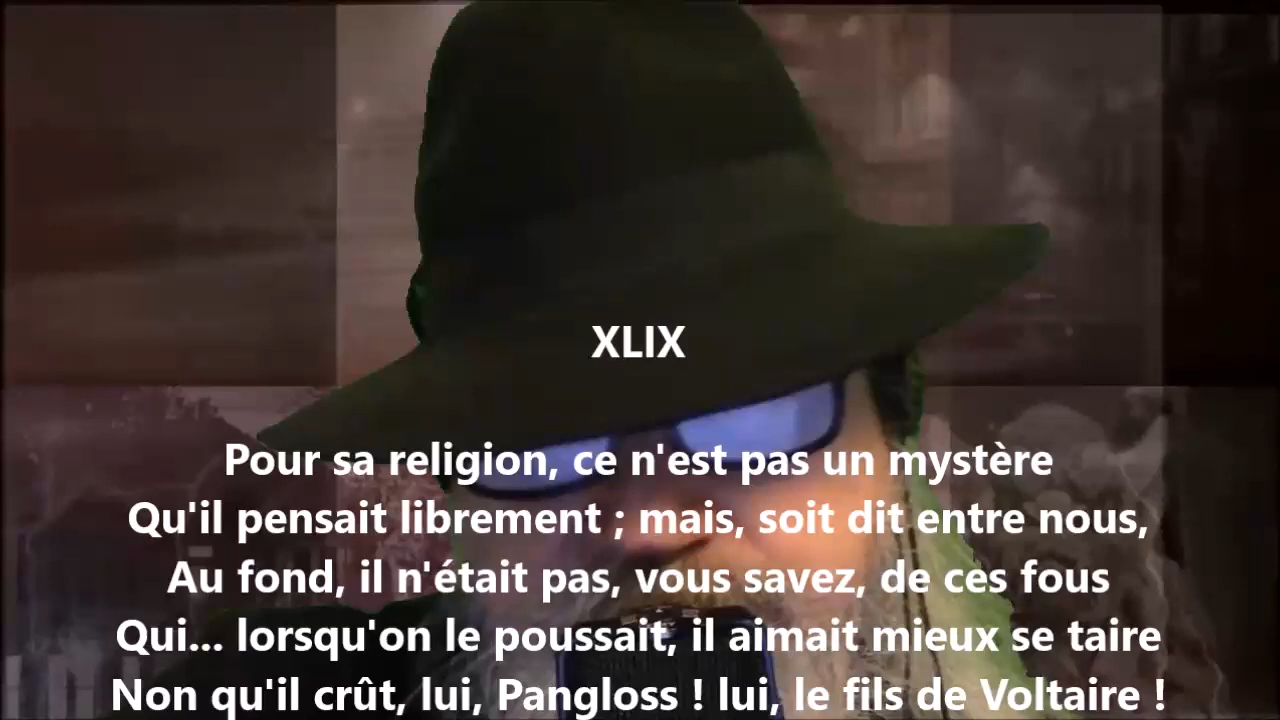 XLIX
Pour sa religion, ce n'est pas un mystère
Qu'il pensait librement ; mais, soit dit entre nous,
Au fond, il n'était pas, vous savez, de ces fous
Qui... lorsqu'on le poussait, il aimait mieux se taire
Non qu'il crût, lui, Pangloss ! lui, le fils de Voltaire !